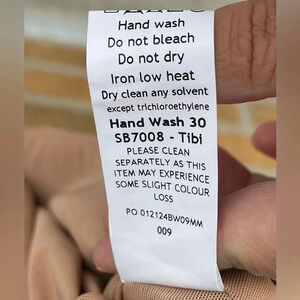 Hand wash
Do not bleach
Do not dry
Iron low heat
Dry clean any solvent
except trichloroethylene
Hand Wash 30
SB7008 - Tibi
PLEASE CLEAN
SEPARATELY AS THIS
ITEM MAY EXPERIENCE
SOME SLIGHT COLOUR
LOSS
PO 012124BW09MM
009